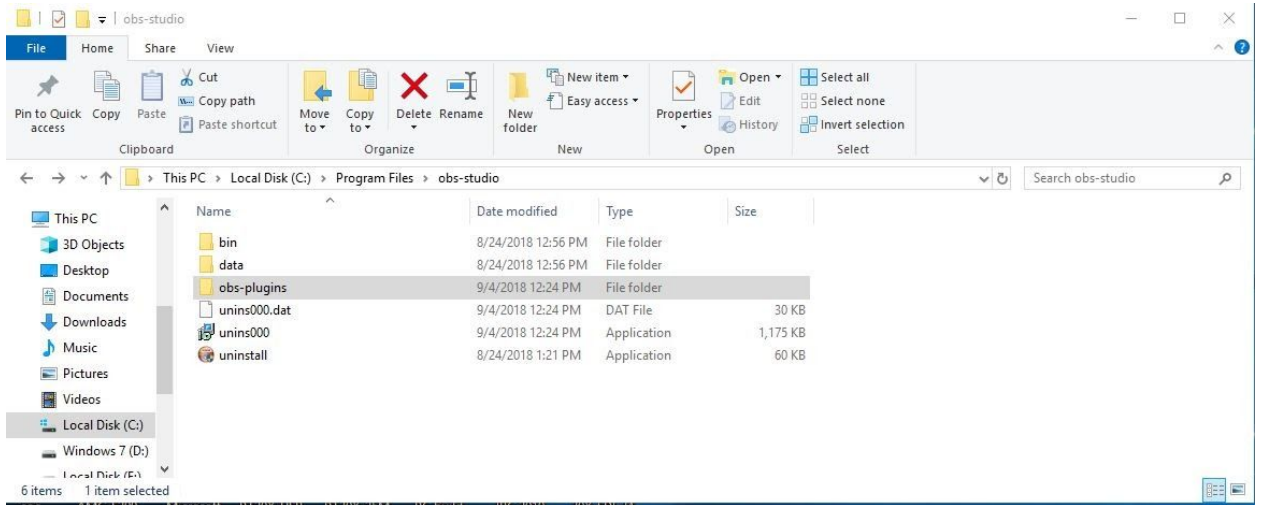 obs-studio
File Home Share View
Pin to Quick access
Copy
Paste
Cut
Copy path
Paste shortcut
Clipboard
Move to
Copy to
Delete
Rename
Organize
New folder
New item
Easy access
New
Properties
Open
Edit
History
Open
Select all
Select none
Invert selection
Select
This PC > Local Disk (C:) > Program Files > obs-studio
Search obs-studio
This PC
3D Objects
Desktop
Documents
Downloads
Music
Pictures
Videos
Local Disk (C:)
Windows 7 (D:)
Name Date modified Type Size
bin 8/24/2018 12:56 PM File folder
data 8/24/2018 12:56 PM File folder
obs-plugins 9/4/2018 12:24 PM File folder
unins000.dat 9/4/2018 12:24 PM DAT File 30 KB
unins000 9/4/2018 12:24 PM Application 1,175 KB
uninstall 8/24/2018 1:21 PM Application 60 KB
6 items 1 item selected